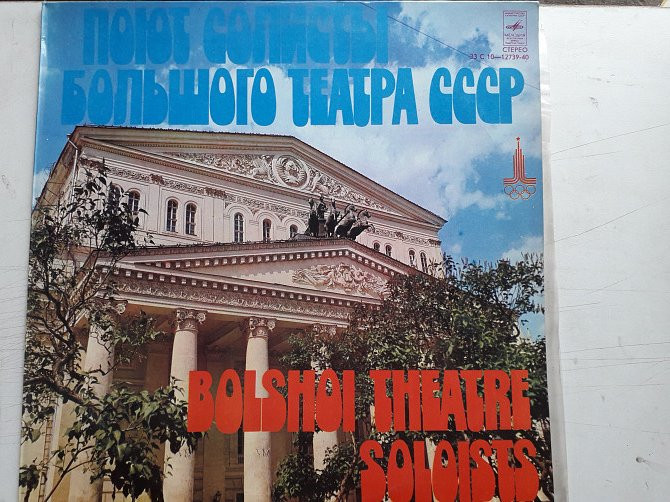 ПОЮТ СОЛИСТЫ
БОЛЬШОГО ТЕАТРА СССР
СТЕРЕО
33 С 10—12739-40
BOLSHOI THEATRE
SOLOISTS